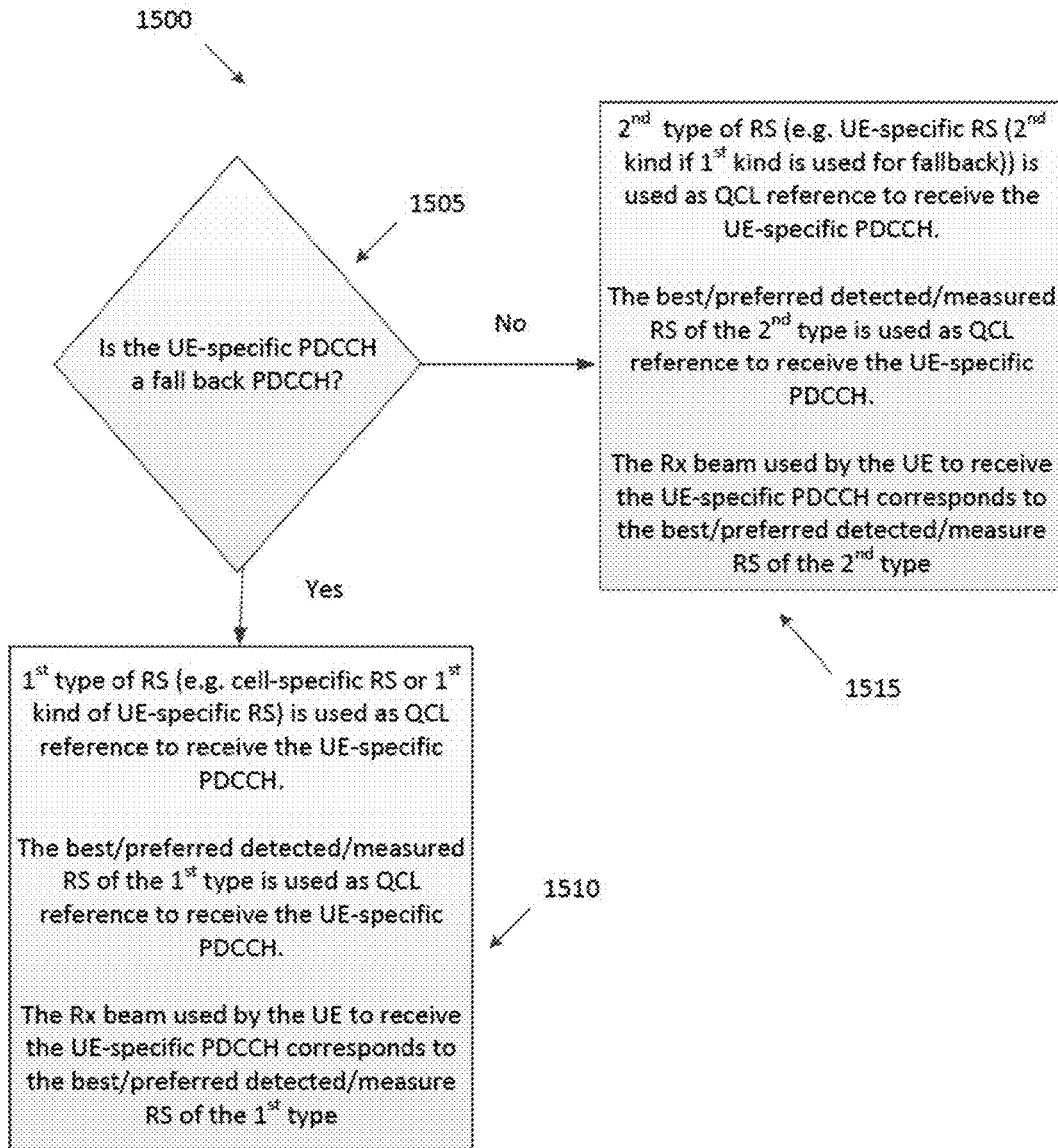 1500
1505
Is the UE-specific PDCCH
a fall back PDCCH?
No
2nd type of RS (e.g. UE-specific RS (2nd
kind if 1st kind is used for fallback)) is
used as QCL reference to receive the
UE-specific PDCCH.
The best/preferred detected/measured
RS of the 2nd type is used as QCL
reference to receive the UE-specific
PDCCH.
The Rx beam used by the UE to receive
the UE-specific PDCCH corresponds to
the best/preferred detected/measure
RS of the 2nd type
1515
Yes
1st type of RS (e.g. cell-specific RS or 1st
kind of UE-specific RS) is used as QCL
reference to receive the UE-specific
PDCCH.
The best/preferred detected/measured
RS of the 1st type is used as QCL
reference to receive the UE-specific
PDCCH.
The Rx beam used by the UE to receive
the UE-specific PDCCH corresponds to
the best/preferred detected/measure
RS of the 1st type
1510